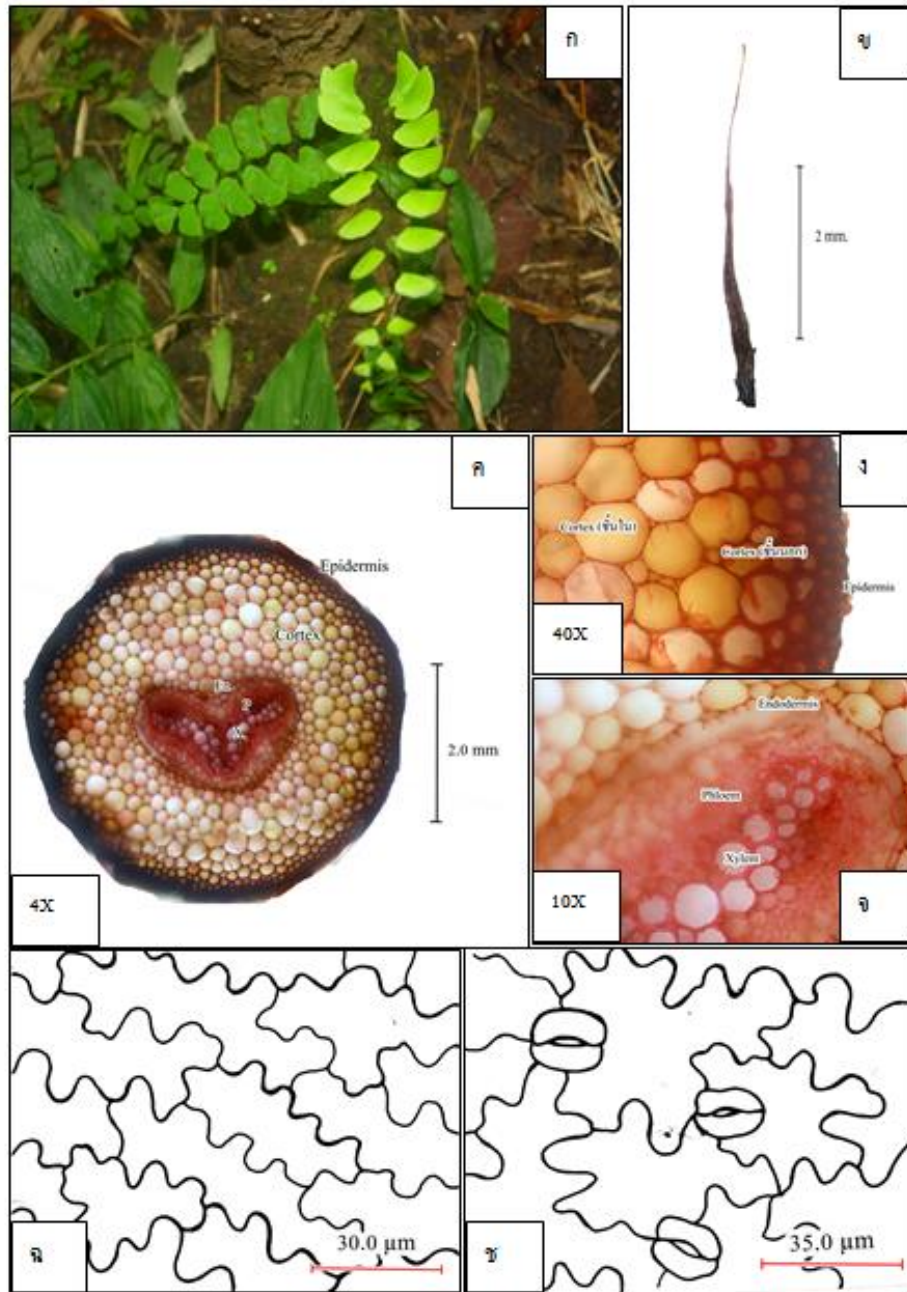 ก
ข
2 mm.
ค
Epidermis
Cortex
En
P
X
2.0 mm
4X
ง
Cortex (ชั้นใน)
Cortex (ชั้นนอก)
Epidermis
40X
Endodermis
Phloem
Xylem
10X
จ
ฉ
30.0 µm
ช
35.0 µm